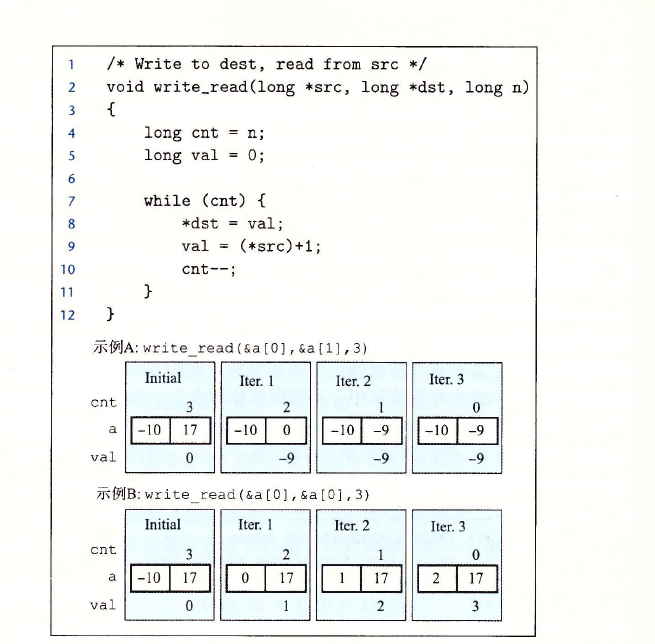 1 /* Write to dest, read from src */
2 void write_read(long *src, long *dst, long n)
3 {
4 long cnt = n;
5 long val = 0;
6
7 while (cnt) {
8 *dst = val;
9 val = (*src)+1;
10 cnt--;
11 }
12 }
示例A: write_read(&a[0],&a[1],3)
Initial Iter. 1 Iter. 2 Iter. 3
cnt 3 2 1 0
a -10 17 -10 0 -10 -9 -10 -9
val 0 -9 -9 -9
示例B: write_read(&a[0],&a[0],3)
Initial Iter. 1 Iter. 2 Iter. 3
cnt 3 2 1 0
a -10 17 0 17 1 17 2 17
val 0 1 2 3